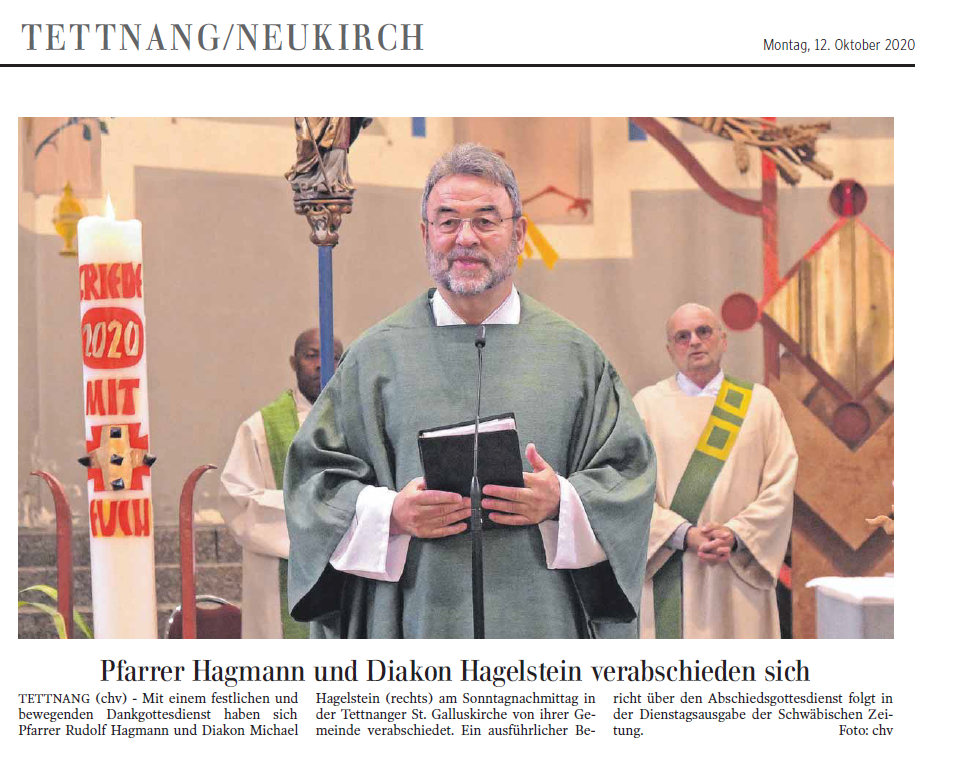 TETTNANG/NEUKIRCH
Montag, 12. Oktober 2020
FRIEDE
2020
MIT
EUCH
Pfarrer Hagmann und Diakon Hagelstein verabschieden sich
TETTNANG (chv) - Mit einem festlichen und
bewegenden Dankgottesdienst haben sich
Pfarrer Rudolf Hagmann und Diakon Michael
Hagelstein (rechts) am Sonntagnachmittag in
der Tettnanger St. Galluskirche von ihrer Ge-
meinde verabschiedet. Ein ausführlicher Be-
richt über den Abschiedsgottesdienst folgt in
der Dienstagsausgabe der Schwäbischen Zei-
tung. Foto: chv